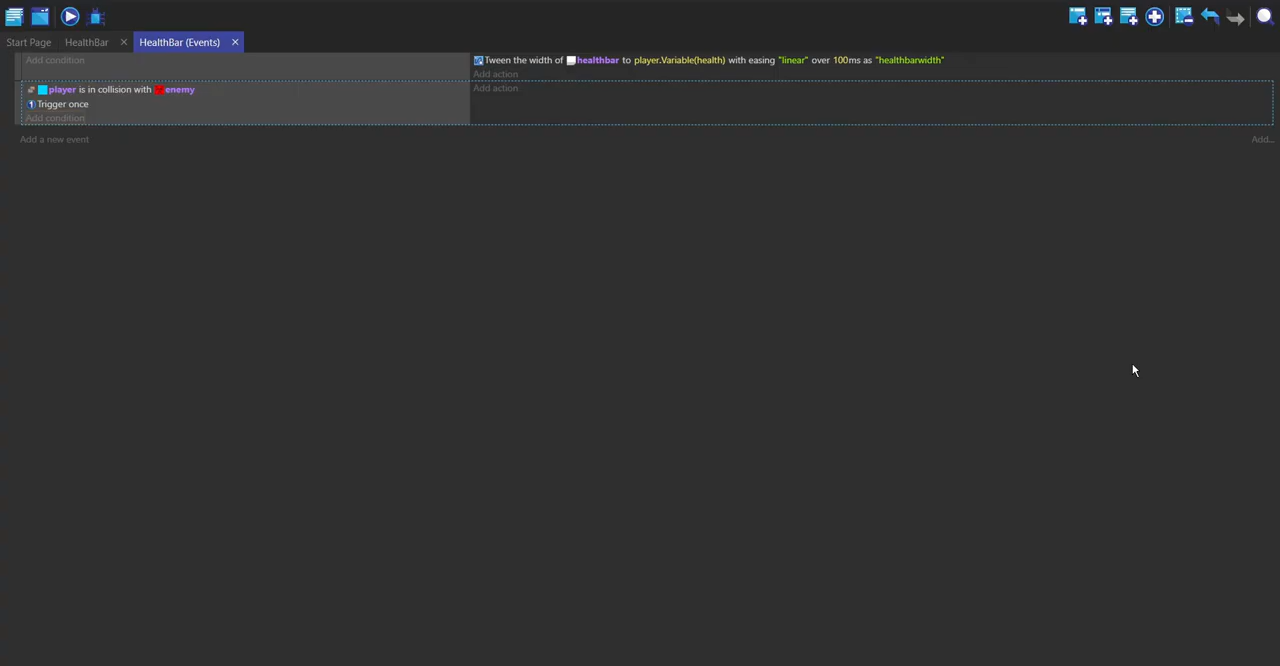 Start Page HealthBar HealthBar (Events)
Add condition
Tween the width of healthbar to player.Variable(health) with easing "linear" over 100ms as "healthbarwidth"
Add action
player is in collision with enemy
Trigger once
Add condition
Add action
Add a new event
Add...